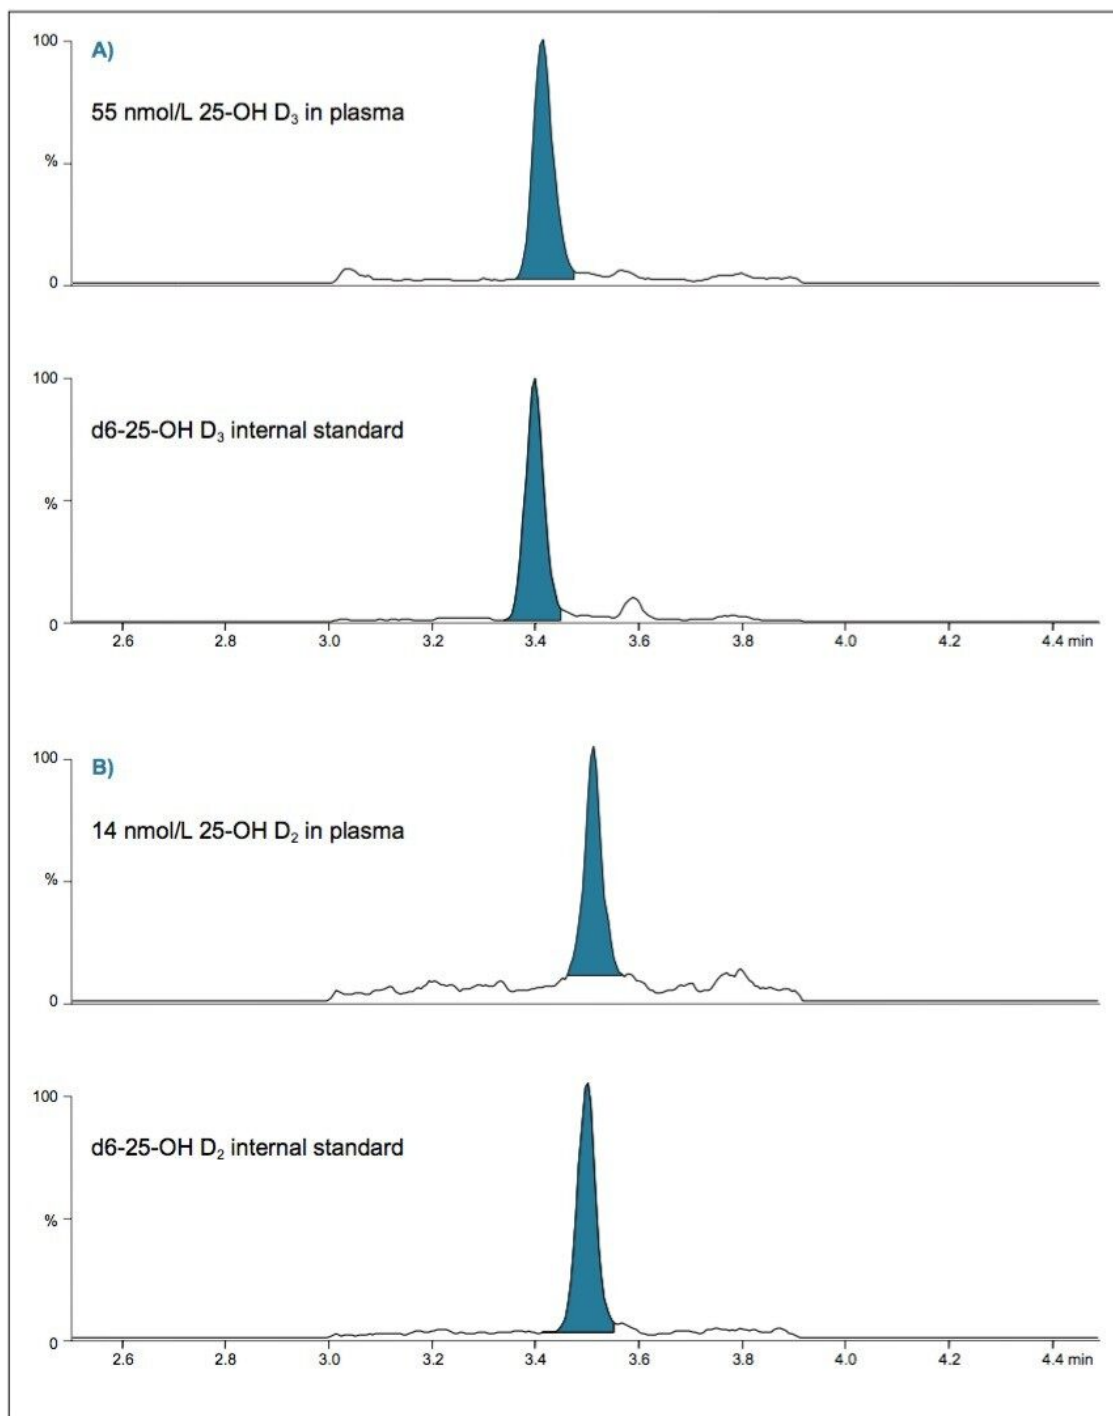 100
A)
55 nmol/L 25-OH D₃ in plasma
%
0
100
d6-25-OH D₃ internal standard
%
0
2.6 2.8 3.0 3.2 3.4 3.6 3.8 4.0 4.2 4.4 min
100
B)
14 nmol/L 25-OH D₂ in plasma
%
0
100
d6-25-OH D₂ internal standard
%
0
2.6 2.8 3.0 3.2 3.4 3.6 3.8 4.0 4.2 4.4 min